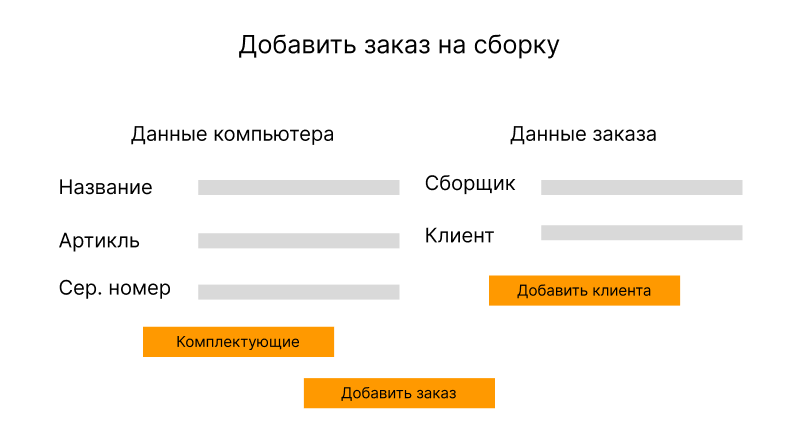 Добавить заказ на сборку
Данные компьютера
Название
Артикль
Сер. номер
Комплектующие
Данные заказа
Сборщик
Клиент
Добавить клиента
Добавить заказ